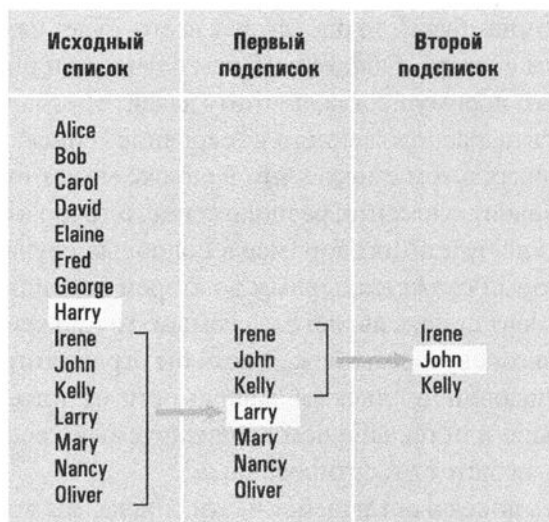 Исходный список
Первый подсписок
Второй подсписок
Alice
Bob
Carol
David
Elaine
Fred
George
Harry
Irene
John
Kelly
Larry
Mary
Nancy
Oliver
Irene
John
Kelly
Larry
Mary
Nancy
Oliver
Irene
John
Kelly